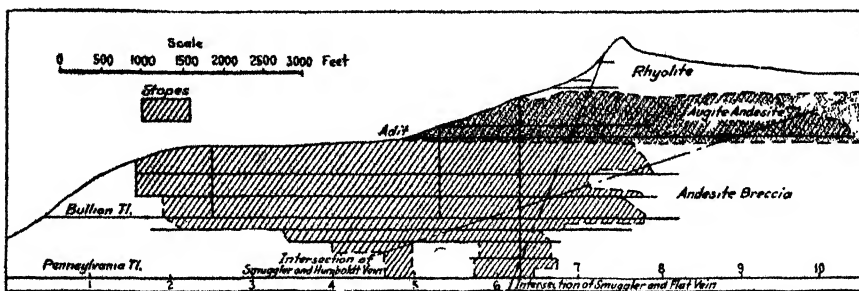 Scale
0 500 1000 1500 2000 2500 3000 Feet
Stopes
Rhyolite
Augite Andesite
Adit
Andesite Breccia
Bullion Tl.
Intersection of
Smuggler and Humboldt Vein
Pennsylvania Tl.
Intersection of Smuggler and Flat Vein
2 3 4 5 6 7 8 9 10